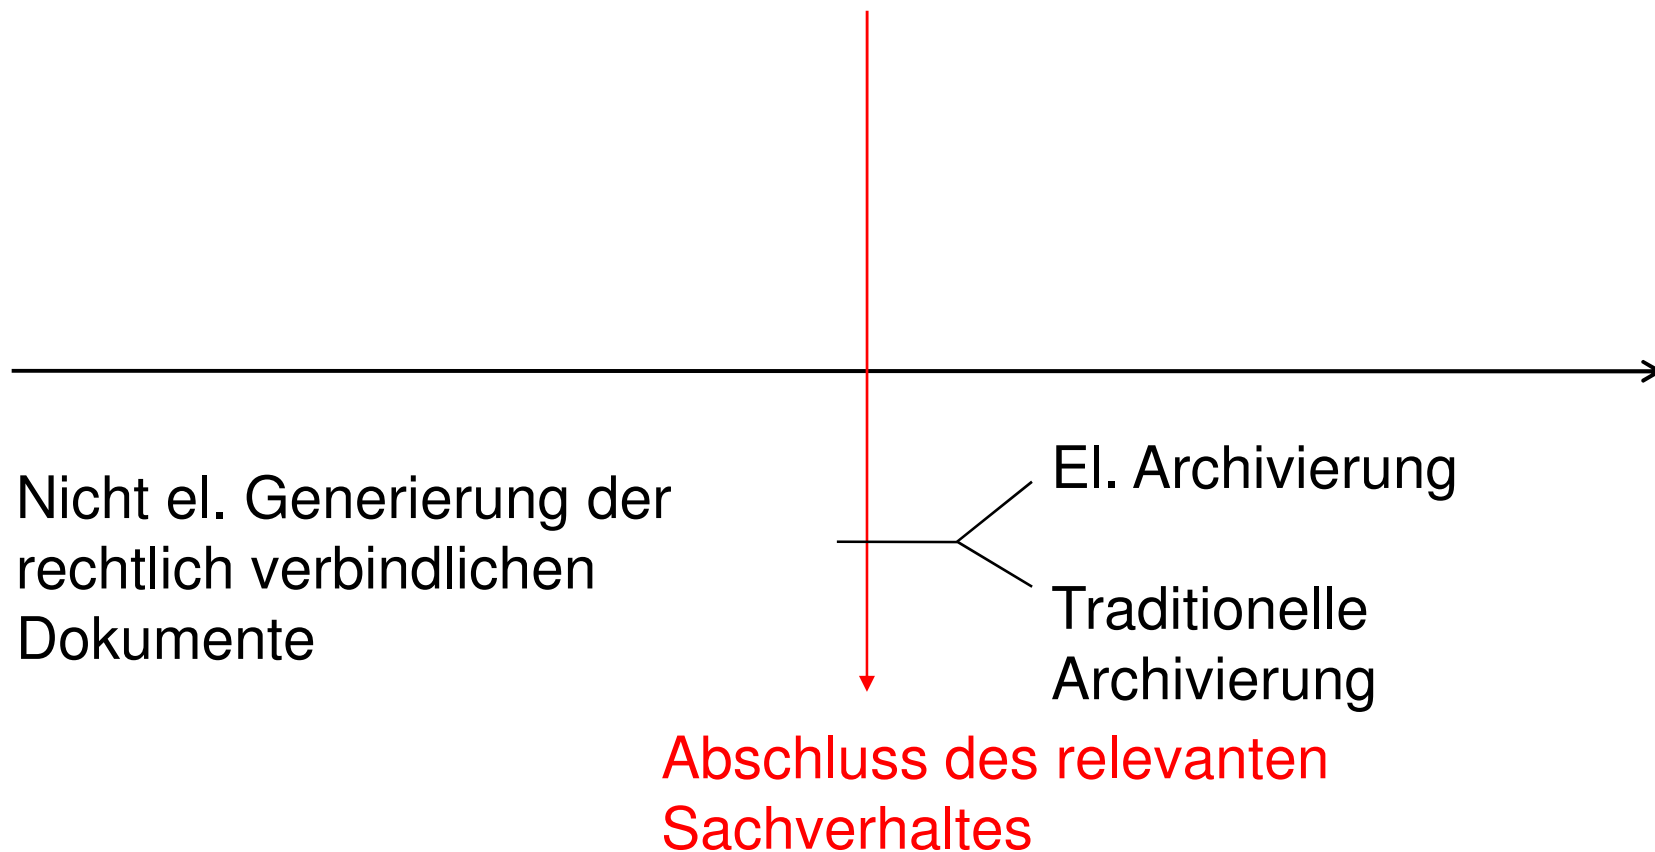 Nicht el. Generierung der
rechtlich verbindlichen
Dokumente
El. Archivierung
Traditionelle
Archivierung
Abschluss des relevanten
Sachverhaltes